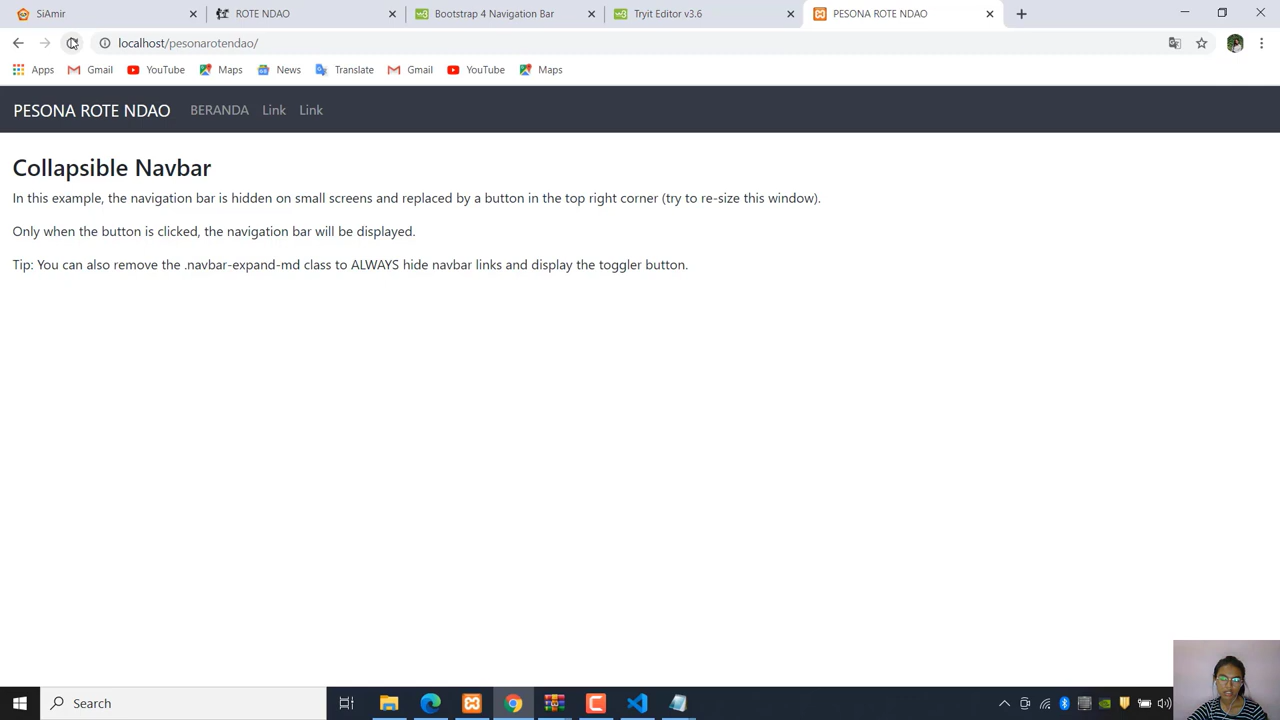 SiAmir
ROTE NDAO
Bootstrap 4 Navigation Bar
Tryit Editor v3.6
PESONA ROTE NDAO
localhost/pesonarotendao/
Apps
Gmail
YouTube
Maps
News
Translate
Gmail
YouTube
Maps
PESONA ROTE NDAO
BERANDA
Link
Link
Collapsible Navbar
In this example, the navigation bar is hidden on small screens and replaced by a button in the top right corner (try to re-size this window).
Only when the button is clicked, the navigation bar will be displayed.
Tip: You can also remove the .navbar-expand-md class to ALWAYS hide navbar links and display the toggler button.
Search